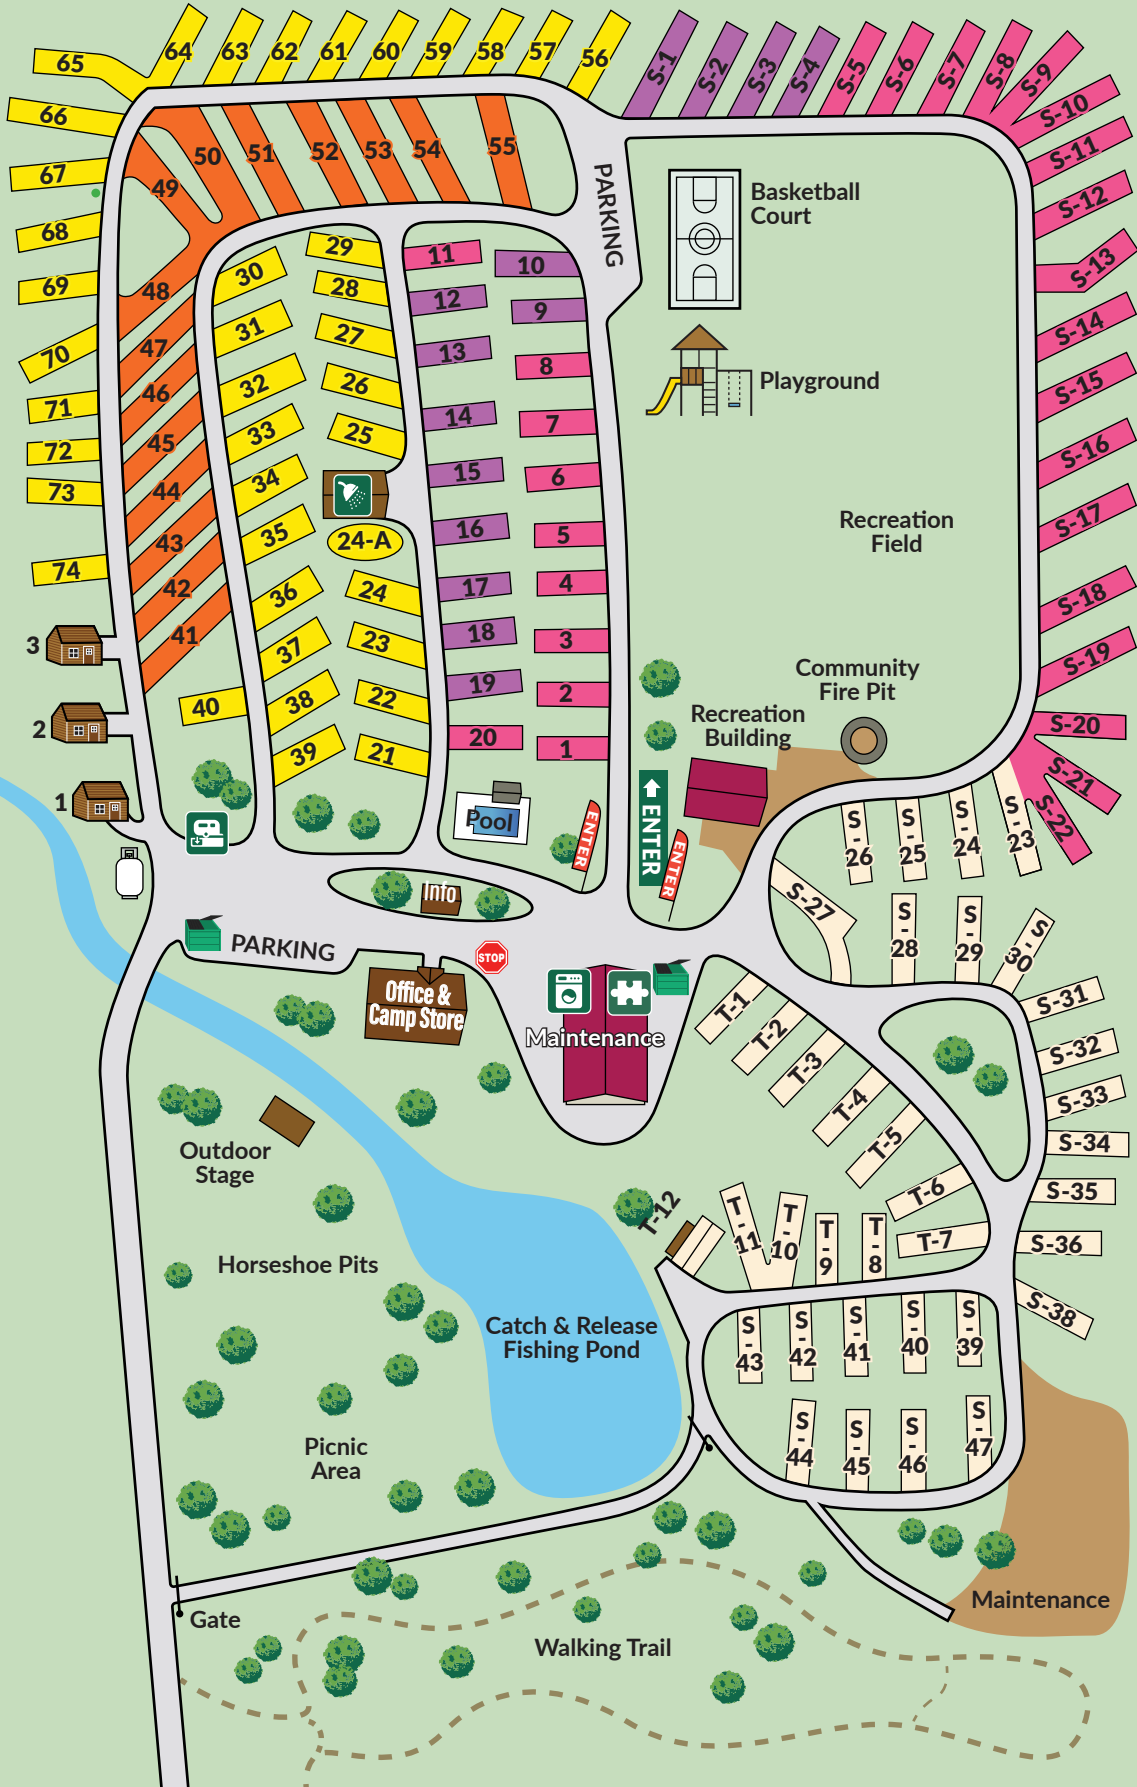 64
63
62
61
60
59
58
57
56
S-1
S-2
S-3
S-4
S-5
S-6
S-7
S-8
S-9
S-10
S-11
S-12
S-13
S-14
S-15
S-16
S-17
S-18
S-19
S-20
S-21
S-22
65
66
67
68
69
70
71
72
73
74
49
50
51
52
53
54
55
48
47
46
45
44
43
42
41
40
30
31
32
33
34
35
36
37
38
39
29
28
27
26
25
24-A
24
23
22
21
11
12
13
14
15
16
17
18
19
20
10
9
8
7
6
5
4
3
2
1
PARKING
Basketball
Court
Playground
Recreation
Field
Community
Fire Pit
Recreation
Building
3
2
1
Pool
ENTER
ENTER
ENTER
Info
PARKING
STOP
Office &
Camp Store
Maintenance
S
-
26
S
-
25
S
-
24
S
-
23
S-27
S
-
28
S
-
29
S
-
30
S-31
S-32
S-33
S-34
S-35
S-36
S-38
T-1
T-2
T-3
T-4
T-5
T-6
T-7
T
-
8
T
-
9
T
-
10
T
-
11
T-12
S
-
43
S
-
42
S
-
41
S
-
40
S
-
39
S
-
44
S
-
45
S
-
46
S
-
47
Outdoor
Stage
Horseshoe Pits
Catch & Release
Fishing Pond
Picnic
Area
Gate
Walking Trail
Maintenance